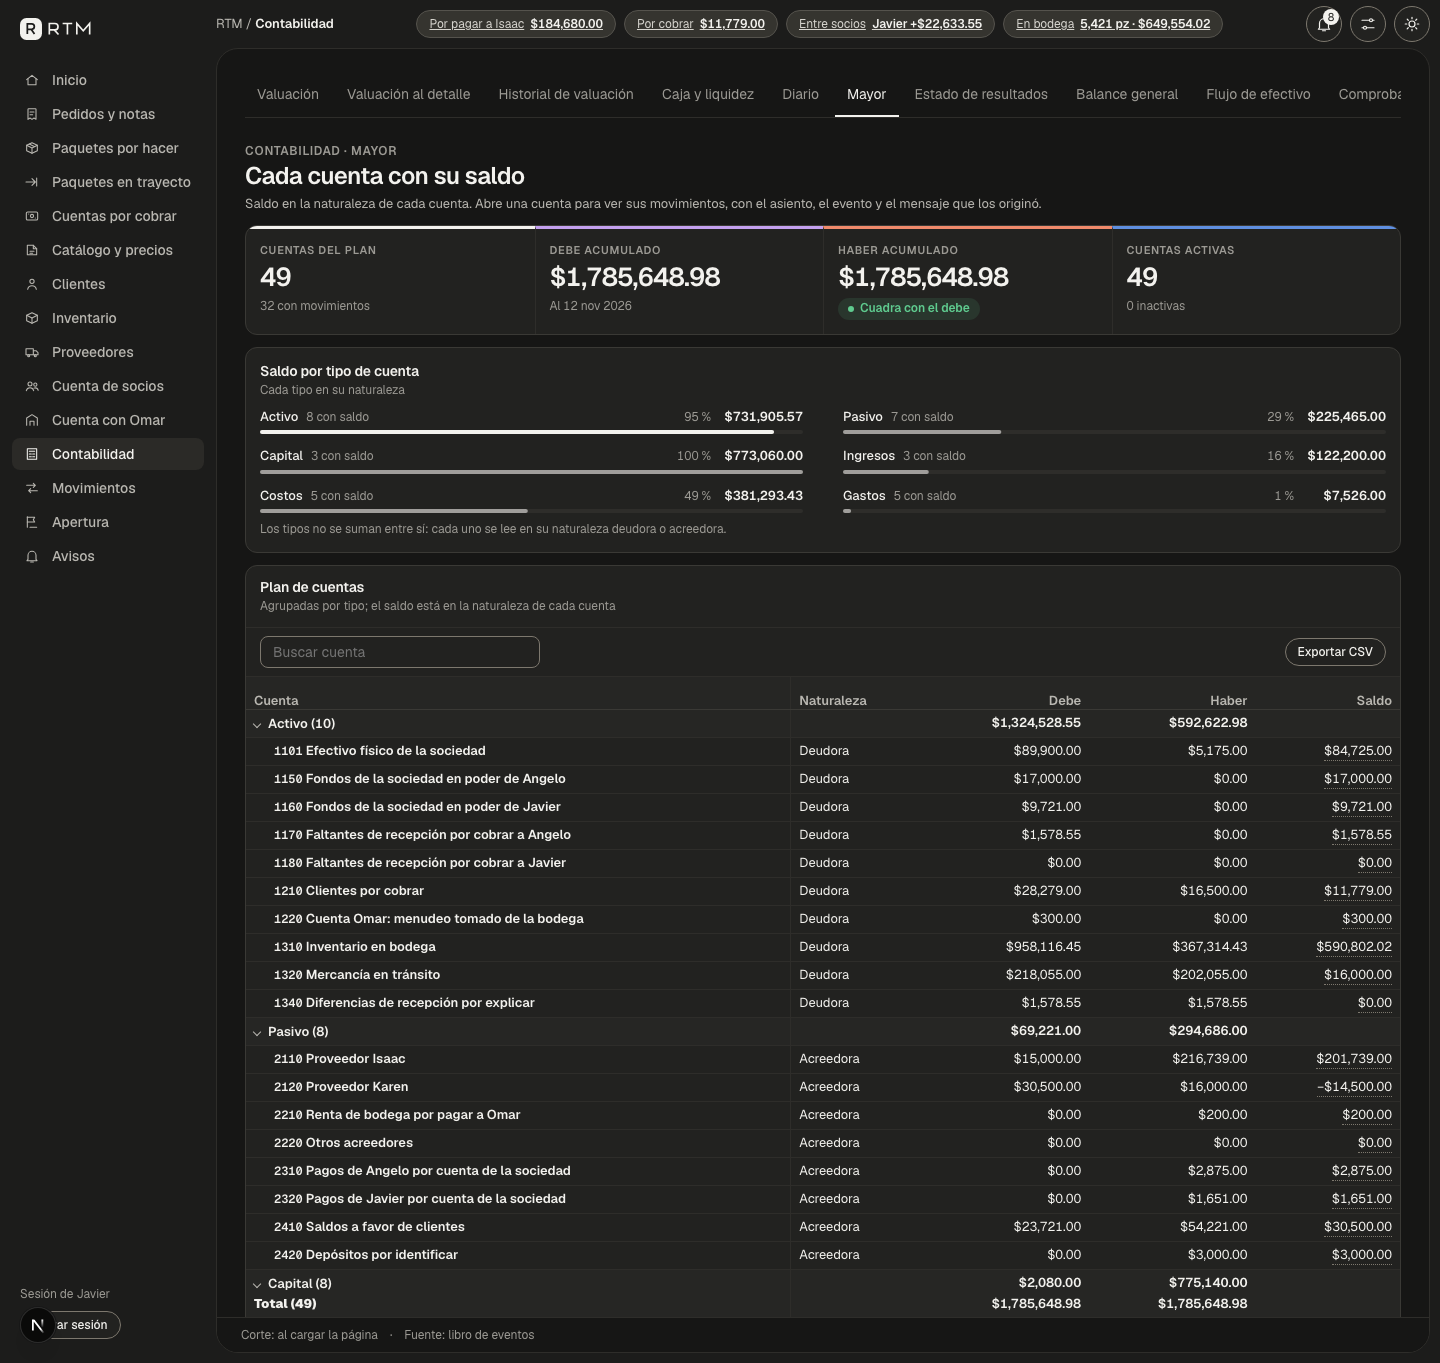 R RTM
RTM / Contabilidad
Por pagar a Isaac $184,680.00
Por cobrar $11,779.00
Entre socios Javier +$22,633.55
En bodega 5,421 pz · $649,554.02
8
Inicio
Pedidos y notas
Paquetes por hacer
Paquetes en trayecto
Cuentas por cobrar
Catálogo y precios
Clientes
Inventario
Proveedores
Cuenta de socios
Cuenta con Omar
Contabilidad
Movimientos
Apertura
Avisos
Sesión de Javier
N ar sesión
Valuación Valuación al detalle Historial de valuación Caja y liquidez Diario Mayor Estado de resultados Balance general Flujo de efectivo Comproba
CONTABILIDAD · MAYOR
Cada cuenta con su saldo
Saldo en la naturaleza de cada cuenta. Abre una cuenta para ver sus movimientos, con el asiento, el evento y el mensaje que los originó.
CUENTAS DEL PLAN
49
32 con movimientos
DEBE ACUMULADO
$1,785,648.98
Al 12 nov 2026
HABER ACUMULADO
$1,785,648.98
Cuadra con el debe
CUENTAS ACTIVAS
49
0 inactivas
Saldo por tipo de cuenta
Cada tipo en su naturaleza
Activo 8 con saldo 95 % $731,905.57
Pasivo 7 con saldo 29 % $225,465.00
Capital 3 con saldo 100 % $773,060.00
Ingresos 3 con saldo 16 % $122,200.00
Costos 5 con saldo 49 % $381,293.43
Gastos 5 con saldo 1 % $7,526.00
Los tipos no se suman entre sí: cada uno se lee en su naturaleza deudora o acreedora.
Plan de cuentas
Agrupadas por tipo; el saldo está en la naturaleza de cada cuenta
Buscar cuenta
Exportar CSV
Cuenta Naturaleza Debe Haber Saldo
Activo (10) $1,324,528.55 $592,622.98
1101 Efectivo físico de la sociedad Deudora $89,900.00 $5,175.00 $84,725.00
1150 Fondos de la sociedad en poder de Angelo Deudora $17,000.00 $0.00 $17,000.00
1160 Fondos de la sociedad en poder de Javier Deudora $9,721.00 $0.00 $9,721.00
1170 Faltantes de recepción por cobrar a Angelo Deudora $1,578.55 $0.00 $1,578.55
1180 Faltantes de recepción por cobrar a Javier Deudora $0.00 $0.00 $0.00
1210 Clientes por cobrar Deudora $28,279.00 $16,500.00 $11,779.00
1220 Cuenta Omar: menudeo tomado de la bodega Deudora $300.00 $0.00 $300.00
1310 Inventario en bodega Deudora $958,116.45 $367,314.43 $590,802.02
1320 Mercancía en tránsito Deudora $218,055.00 $202,055.00 $16,000.00
1340 Diferencias de recepción por explicar Deudora $1,578.55 $1,578.55 $0.00
Pasivo (8) $69,221.00 $294,686.00
2110 Proveedor Isaac Acreedora $15,000.00 $216,739.00 $201,739.00
2120 Proveedor Karen Acreedora $30,500.00 $16,000.00 −$14,500.00
2210 Renta de bodega por pagar a Omar Acreedora $0.00 $200.00 $200.00
2220 Otros acreedores Acreedora $0.00 $0.00 $0.00
2310 Pagos de Angelo por cuenta de la sociedad Acreedora $0.00 $2,875.00 $2,875.00
2320 Pagos de Javier por cuenta de la sociedad Acreedora $0.00 $1,651.00 $1,651.00
2410 Saldos a favor de clientes Acreedora $23,721.00 $54,221.00 $30,500.00
2420 Depósitos por identificar Acreedora $0.00 $3,000.00 $3,000.00
Capital (8) $2,080.00 $775,140.00
Total (49) $1,785,648.98 $1,785,648.98
Corte: al cargar la página · Fuente: libro de eventos